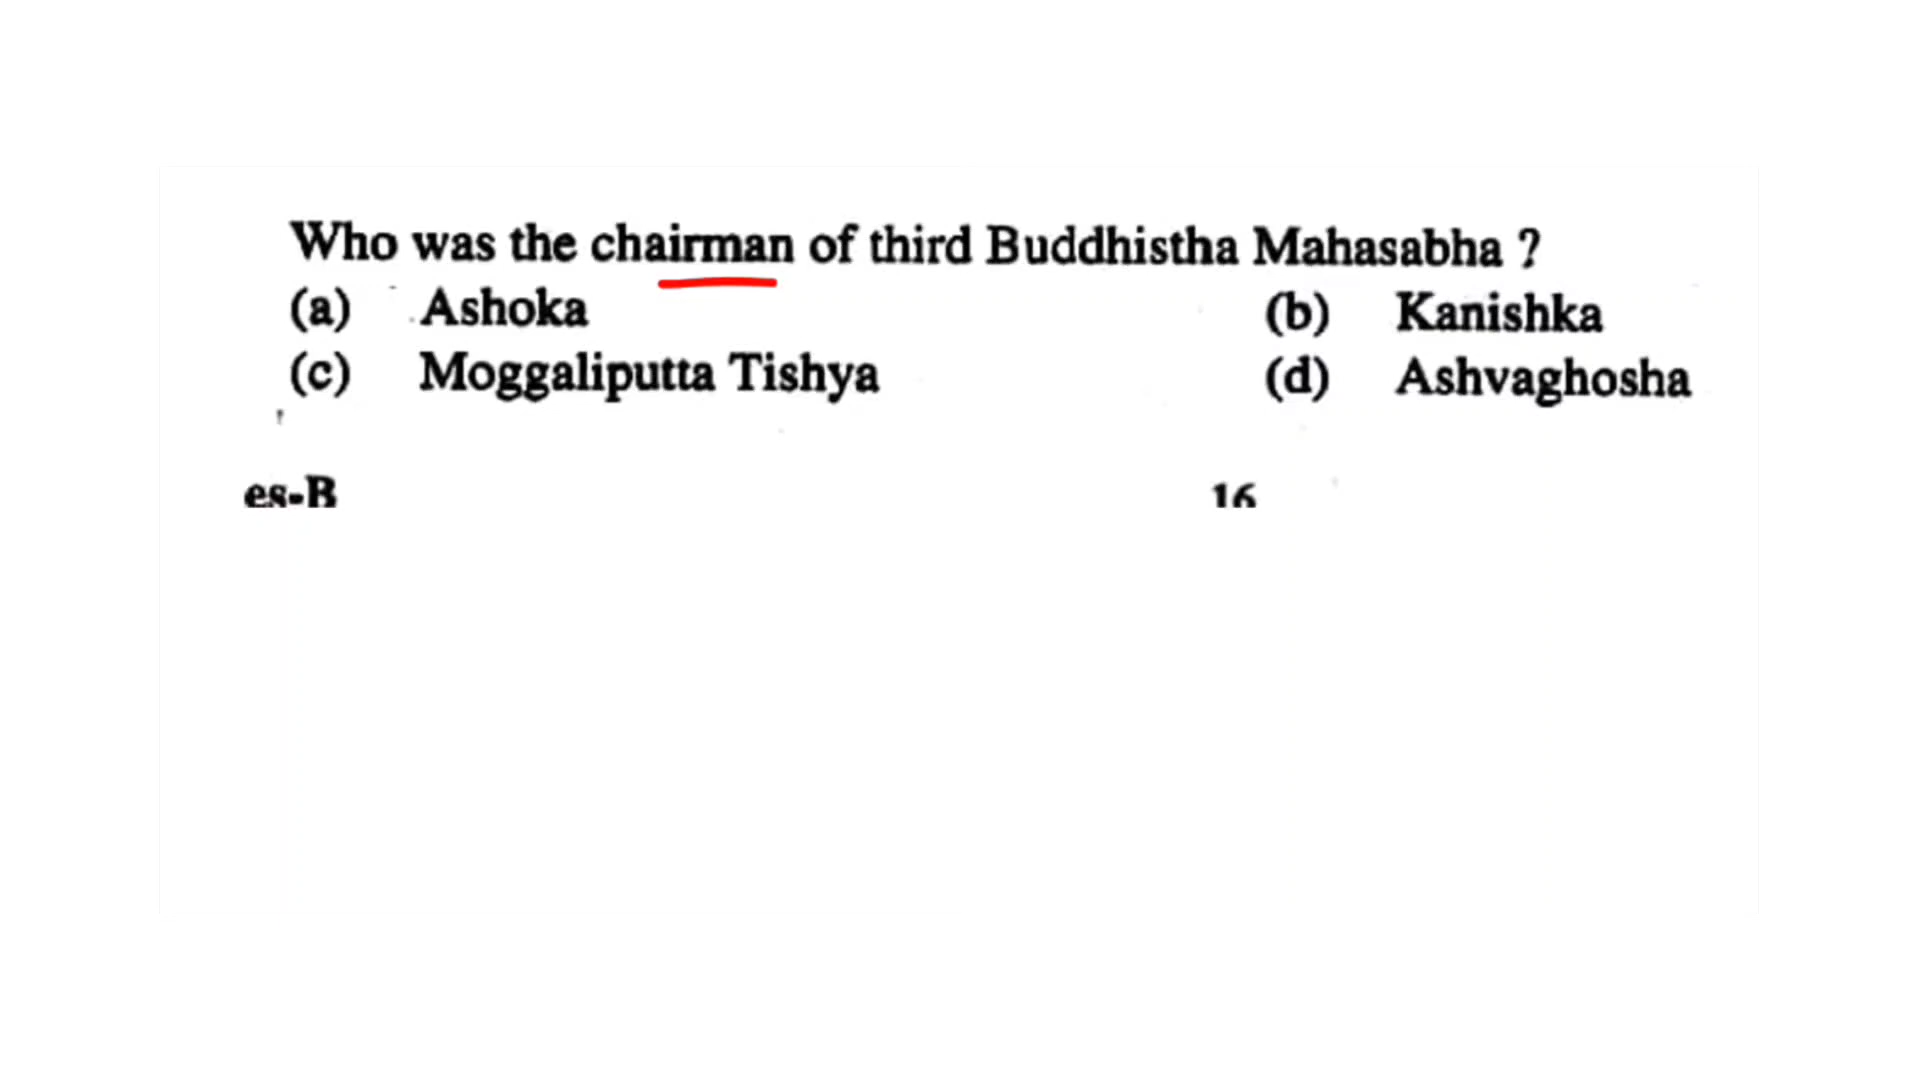 Who was the chairman of third Buddhistha Mahasabha ?
(a) Ashoka (b) Kanishka
(c) Moggaliputta Tishya (d) Ashvaghosha
es-B 16